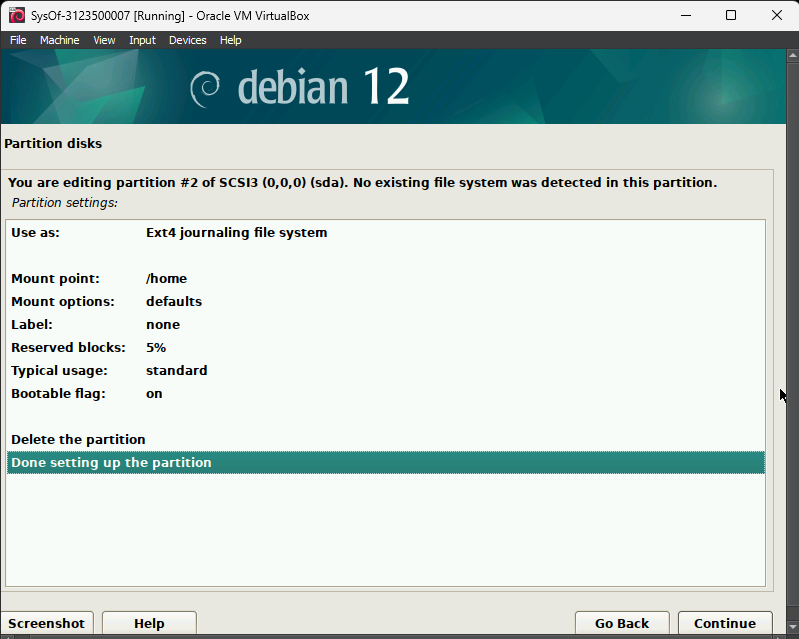 SysOf-3123500007 [Running] - Oracle VM VirtualBox
File Machine View Input Devices Help
debian 12
Partition disks
You are editing partition #2 of SCSI3 (0,0,0) (sda). No existing file system was detected in this partition.
Partition settings:
Use as: Ext4 journaling file system
Mount point: /home
Mount options: defaults
Label: none
Reserved blocks: 5%
Typical usage: standard
Bootable flag: on
Delete the partition
Done setting up the partition
Screenshot Help Go Back Continue